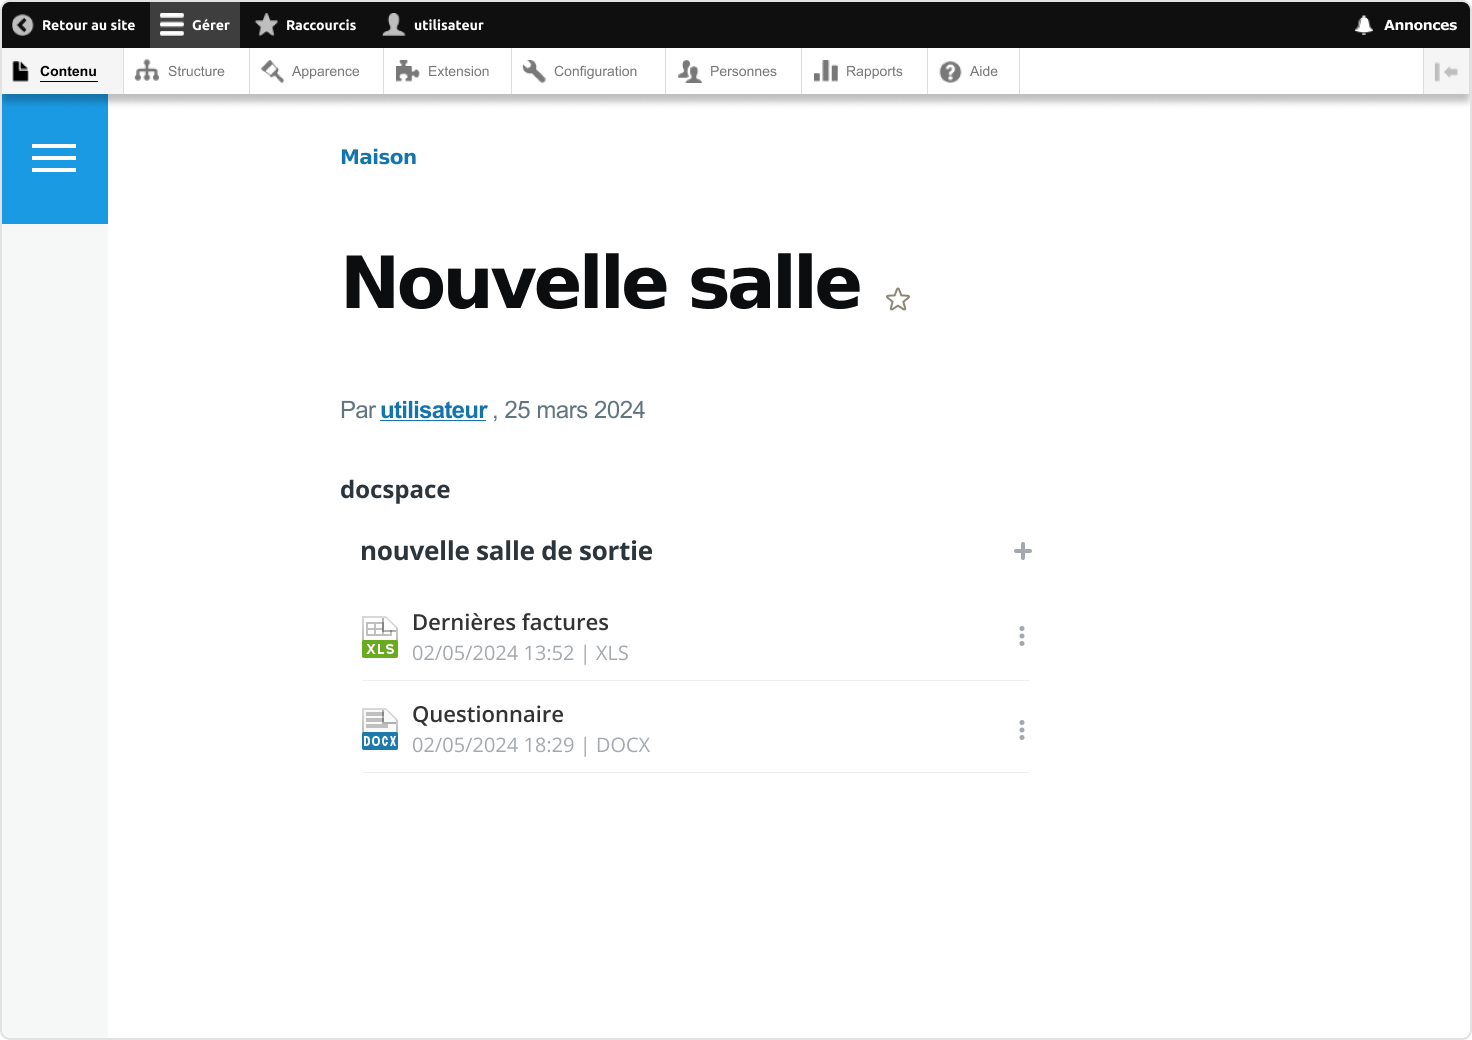 Retour au site Gérer Raccourcis utilisateur Annonces
Contenu Structure Apparence Extension Configuration Personnes Rapports Aide
Maison
Nouvelle salle
Par utilisateur , 25 mars 2024
docspace
nouvelle salle de sortie
Dernières factures
XLS
02/05/2024 13:52 | XLS
Questionnaire
DOCX
02/05/2024 18:29 | DOCX